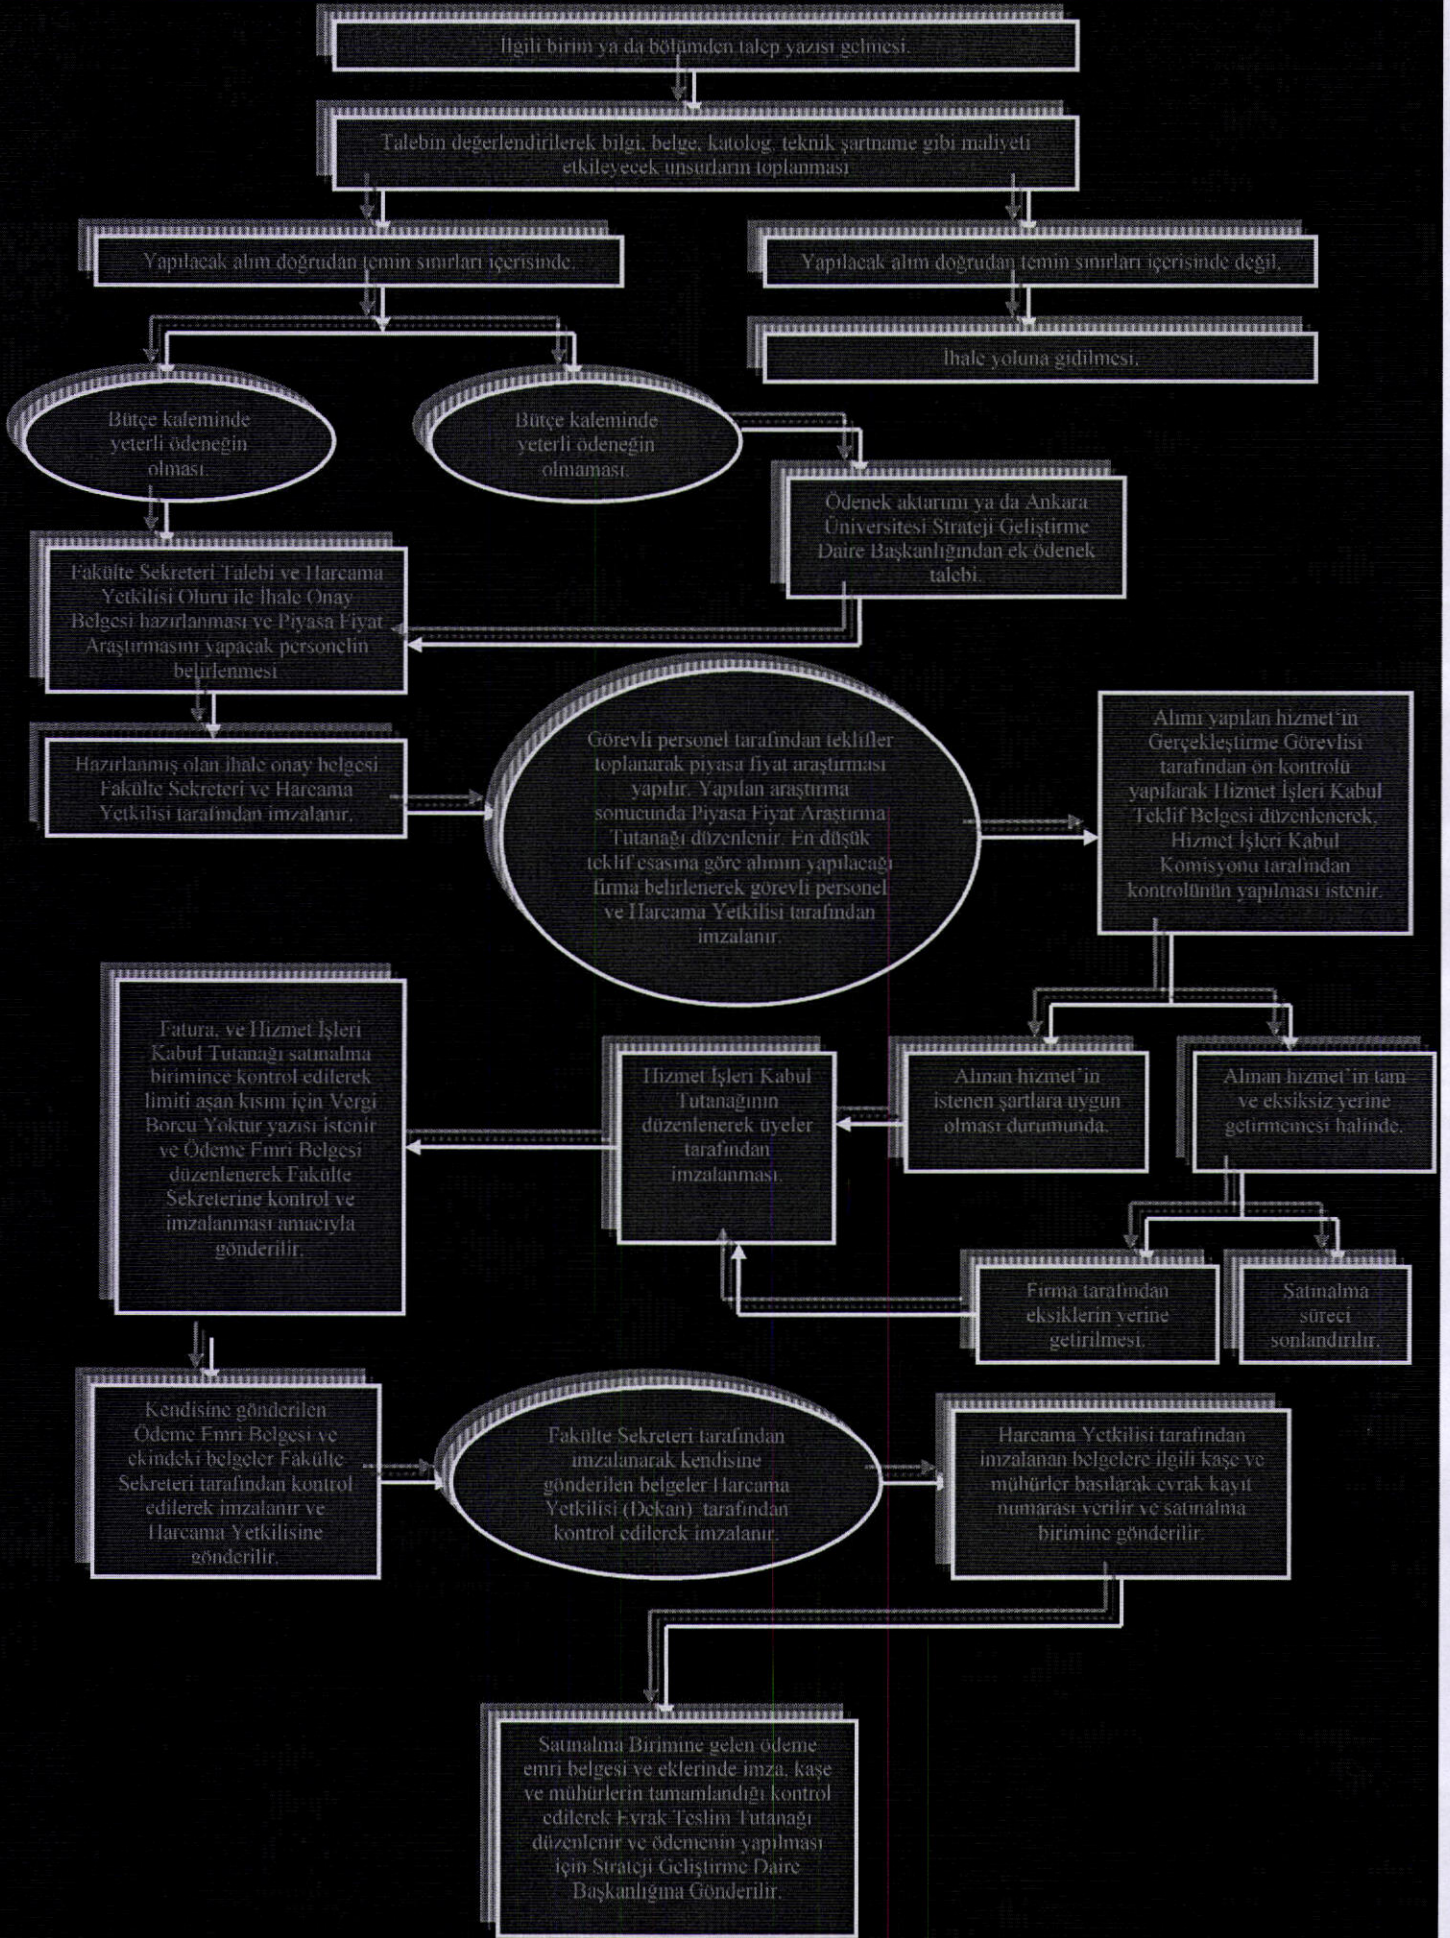 İlgili birim ya da bölümden talep yazısı gelmesi.
Talebin değerlendirilerek bilgi, belge, katolog, teknik şartname gibi maliyeti
etkileyecek unsurların toplanması
Yapılacak alım doğrudan temin sınırları içerisinde.
Yapılacak alım doğrudan temin sınırları içerisinde değil.
İhale yoluna gidilmesi.
Bütçe kaleminde
yeterli ödeneğin
olması.
Bütçe kaleminde
yeterli ödeneğin
olmaması.
Ödenek aktarımı ya da Ankara
Üniversitesi Strateji Geliştirme
Daire Başkanlığından ek ödenek
talebi.
Fakülte Sekreteri Talebi ve Harcama
Yetkilisi Oluru ile İhale Onay
Belgesi hazırlanması ve Piyasa Fiyat
Araştırmasını yapacak personelin
belirlenmesi
Hazırlanmış olan ihale onay belgesi
Fakülte Sekreteri ve Harcama
Yetkilisi tarafından imzalanır.
Görevli personel tarafından teklifler
toplanarak piyasa fiyat araştırması
yapılır. Yapılan araştırma
sonucunda Piyasa Fiyat Araştırma
Tutanağı düzenlenir. En düşük
teklif esasına göre alımın yapılacağı
firma belirlenerek görevli personel
ve Harcama Yetkilisi tarafından
imzalanır.
Alımı yapılan hizmet'in
Gerçekleştirme Görevlisi
tarafından ön kontrolü
yapılarak Hizmet İşleri Kabul
Teklif Belgesi düzenlenerek,
Hizmet İşleri Kabul
Komisyonu tarafından
kontrolünün yapılması istenir.
Alınan hizmet'in
istenen şartlara uygun
olması durumunda.
Alınan hizmet'in tam
ve eksiksiz yerine
getirmemesi halinde.
Hizmet İşleri Kabul
Tutanağının
düzenlenerek üyeler
tarafından
imzalanması.
Fatura, ve Hizmet İşleri
Kabul Tutanağı satınalma
birimince kontrol edilerek
limiti aşan kısım için Vergi
Borcu Yoktur yazısı istenir
ve Ödeme Emri Belgesi
düzenlenerek Fakülte
Sekreterine kontrol ve
imzalanması amacıyla
gönderilir.
Firma tarafından
eksiklerin yerine
getirilmesi.
Satınalma
süreci
sonlandırılır.
Kendisine gönderilen
Ödeme Emri Belgesi ve
ekindeki belgeler Fakülte
Sekreteri tarafından kontrol
edilerek imzalanır ve
Harcama Yetkilisine
gönderilir.
Fakülte Sekreteri tarafından
imzalanarak kendisine
gönderilen belgeler Harcama
Yetkilisi (Dekan) tarafından
kontrol edilerek imzalanır.
Harcama Yetkilisi tarafından
imzalanan belgelere ilgili kaşe ve
mühürler basılarak evrak kayıt
numarası verilir ve satınalma
birimine gönderilir.
Satınalma Birimine gelen ödeme
emri belgesi ve eklerinde imza, kaşe
ve mühürlerin tamamlandığı kontrol
edilerek Evrak Teslim Tutanağı
düzenlenir ve ödemenin yapılması
için Strateji Geliştirme Daire
Başkanlığına Gönderilir.